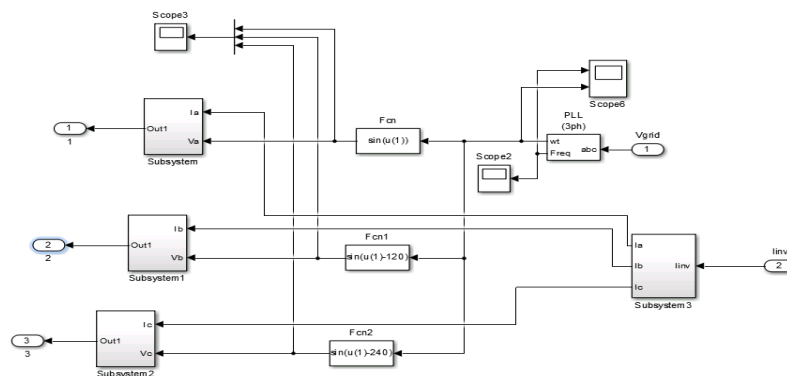 Scope3
Ia
Out1
Va
Subsystem
1
1
Fcn
sin(u(1))
Scope6
PLL
(3ph)
wt
Freq
abc
Vgrid
1
Scope2
Ib
Out1
Vb
Subsystem1
2
2
Fcn1
sin(u(1)-120)
Ia
Ib
Ic
Iinv
Subsystem3
Iinv
2
Fcn2
sin(u(1)-240)
Ic
Out1
Vc
Subsystem2
3
3